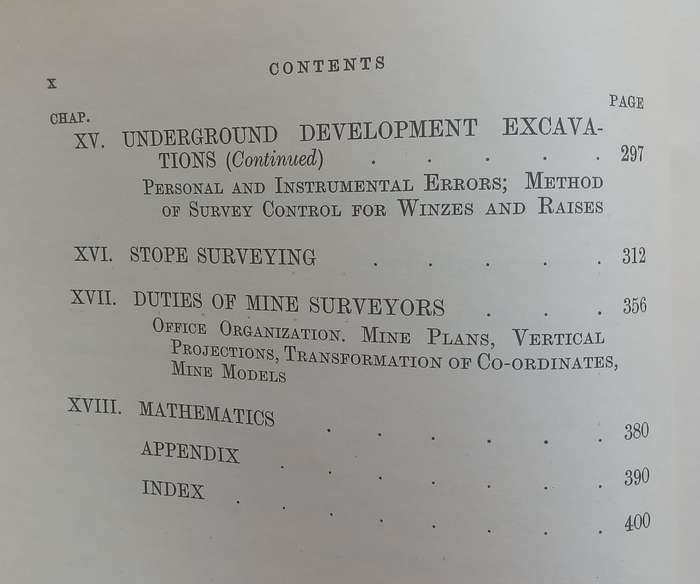 X
CONTENTS
CHAP.
PAGE
XV. UNDERGROUND DEVELOPMENT EXCAVA-
TIONS (Continued) . . . . . 297
PERSONAL AND INSTRUMENTAL ERRORS; METHOD
OF SURVEY CONTROL FOR WINZES AND RAISES
XVI. STOPE SURVEYING . . . . . 312
XVII. DUTIES OF MINE SURVEYORS . . . 356
OFFICE ORGANIZATION. MINE PLANS, VERTICAL
PROJECTIONS, TRANSFORMATION OF CO-ORDINATES,
MINE MODELS
XVIII. MATHEMATICS . . . . . . 380
APPENDIX . . . . . . . 390
INDEX . . . . . . . . 400